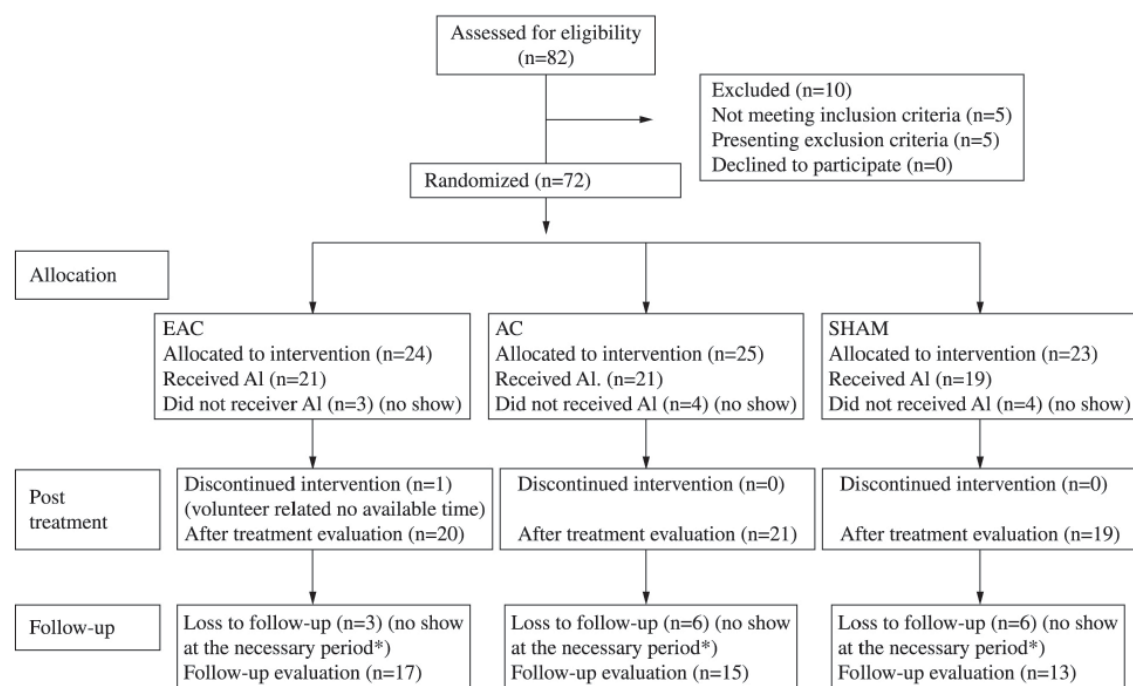 Assessed for eligibility
(n=82)
Excluded (n=10)
Not meeting inclusion criteria (n=5)
Presenting exclusion criteria (n=5)
Declined to participate (n=0)
Randomized (n=72)
Allocation
EAC
Allocated to intervention (n=24)
Received Al (n=21)
Did not receiver Al (n=3) (no show)
AC
Allocated to intervention (n=25)
Received Al. (n=21)
Did not received Al (n=4) (no show)
SHAM
Allocated to intervention (n=23)
Received Al (n=19)
Did not received Al (n=4) (no show)
Post
treatment
Discontinued intervention (n=1)
(volunteer related no available time)
After treatment evaluation (n=20)
Discontinued intervention (n=0)
After treatment evaluation (n=21)
Discontinued intervention (n=0)
After treatment evaluation (n=19)
Follow-up
Loss to follow-up (n=3) (no show
at the necessary period*)
Follow-up evaluation (n=17)
Loss to follow-up (n=6) (no show
at the necessary period*)
Follow-up evaluation (n=15)
Loss to follow-up (n=6) (no show
at the necessary period*)
Follow-up evaluation (n=13)